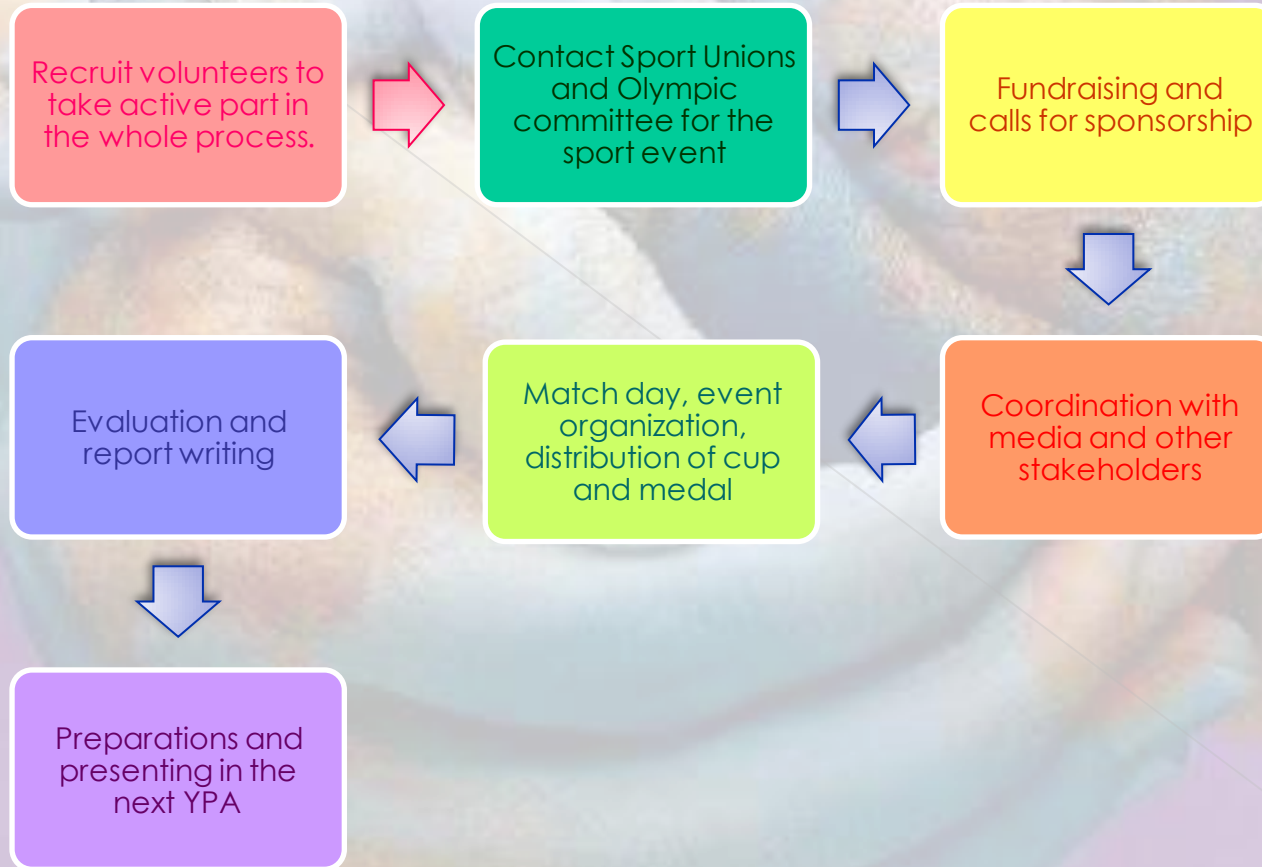 Recruit volunteers to
take active part in
the whole process.
Contact Sport Unions
and Olympic
committee for the
sport event
Fundraising and
calls for sponsorship
Coordination with
media and other
stakeholders
Match day, event
organization,
distribution of cup
and medal
Evaluation and
report writing
Preparations and
presenting in the
next YPA